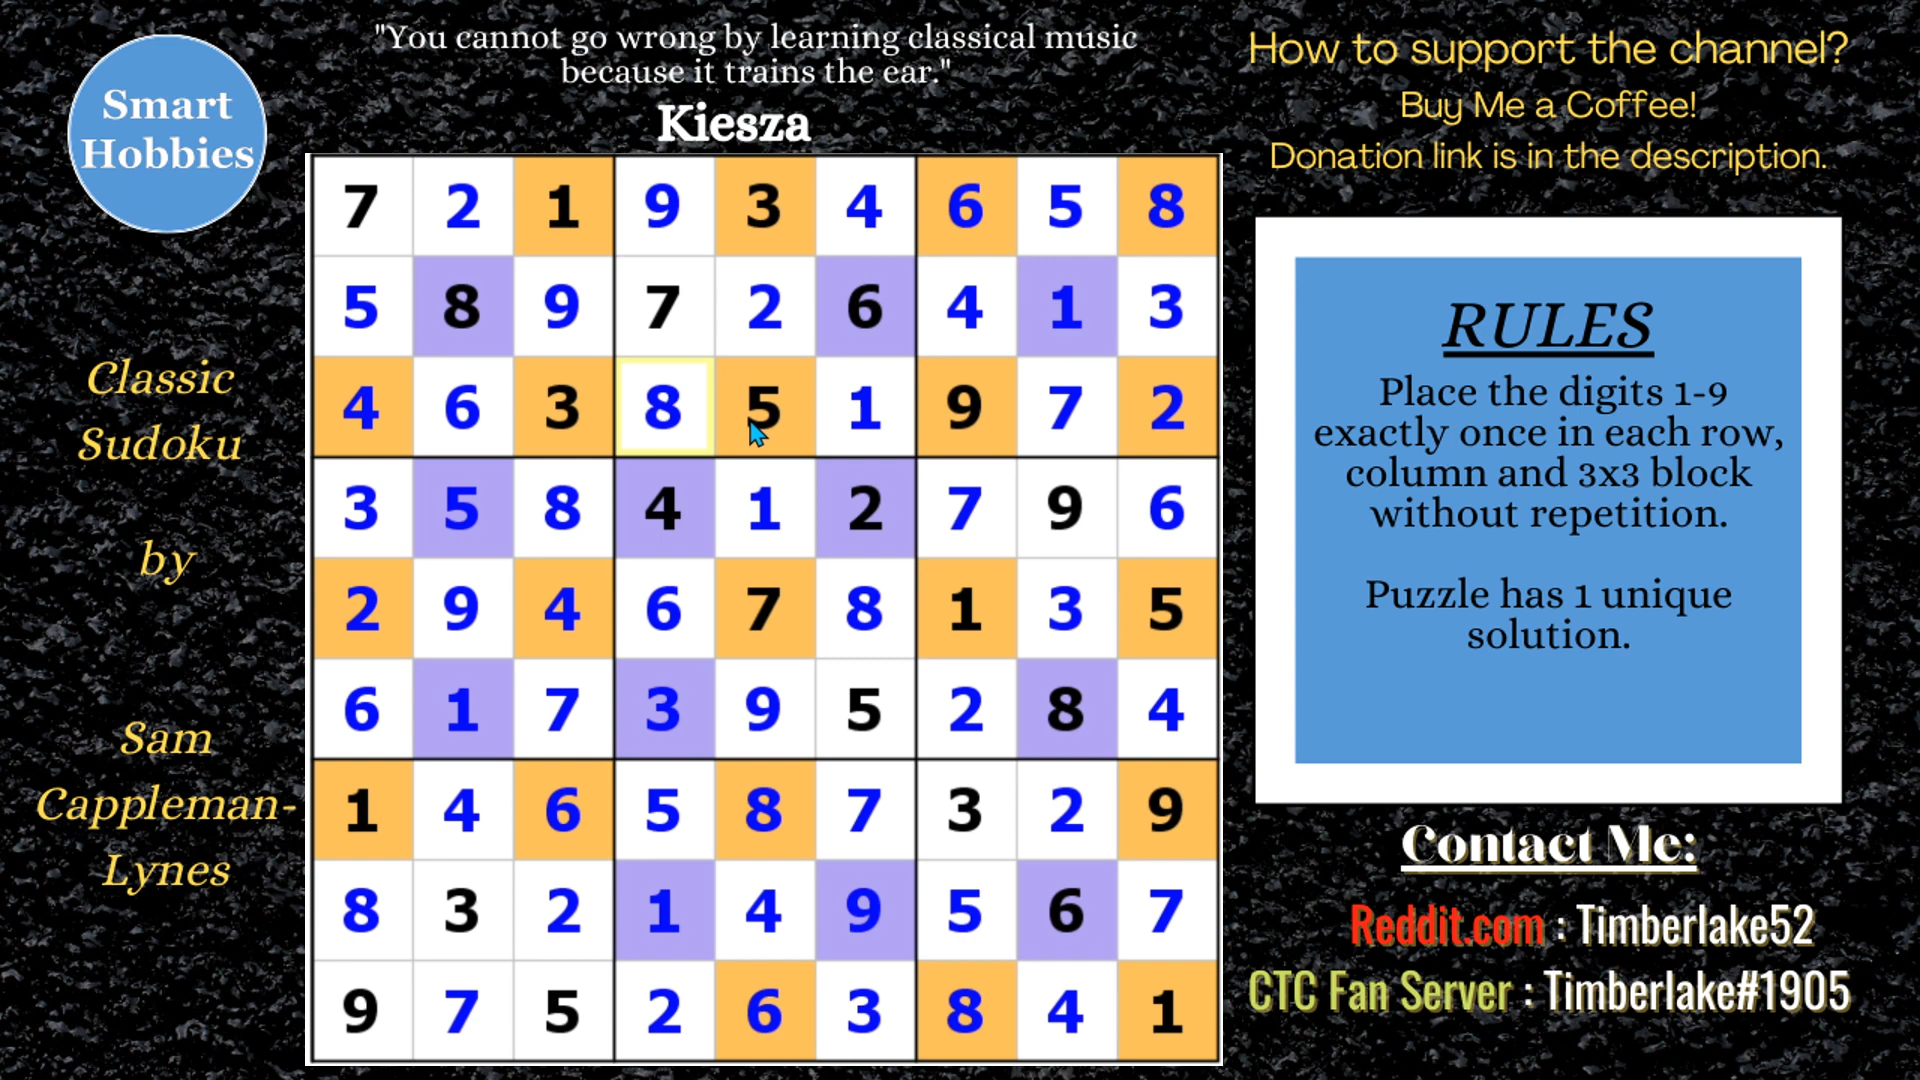 Smart
Hobbies
"You cannot go wrong by learning classical music
because it trains the ear."
Kiesza
Classic
Sudoku
by
Sam
Cappleman-
Lynes
7 2 1 9 3 4 6 5 8
5 8 9 7 2 6 4 1 3
4 6 3 8 5 1 9 7 2
3 5 8 4 1 2 7 9 6
2 9 4 6 7 8 1 3 5
6 1 7 3 9 5 2 8 4
1 4 6 5 8 7 3 2 9
8 3 2 1 4 9 5 6 7
9 7 5 2 6 3 8 4 1
How to support the channel?
Buy Me a Coffee!
Donation link is in the description.
RULES
Place the digits 1-9
exactly once in each row,
column and 3x3 block
without repetition.
Puzzle has 1 unique
solution.
Contact Me:
Reddit.com : Timberlake52
CTC Fan Server : Timberlake#1905